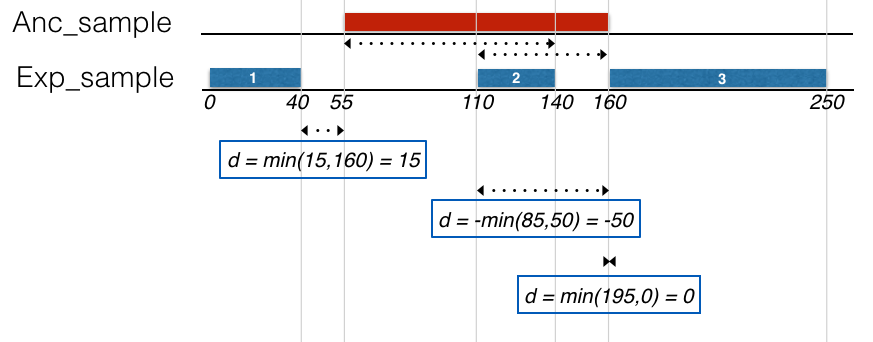 Anc_sample
Exp_sample
1 2 3
0 40 55 110 140 160 250
d = min(15,160) = 15
d = -min(85,50) = -50
d = min(195,0) = 0